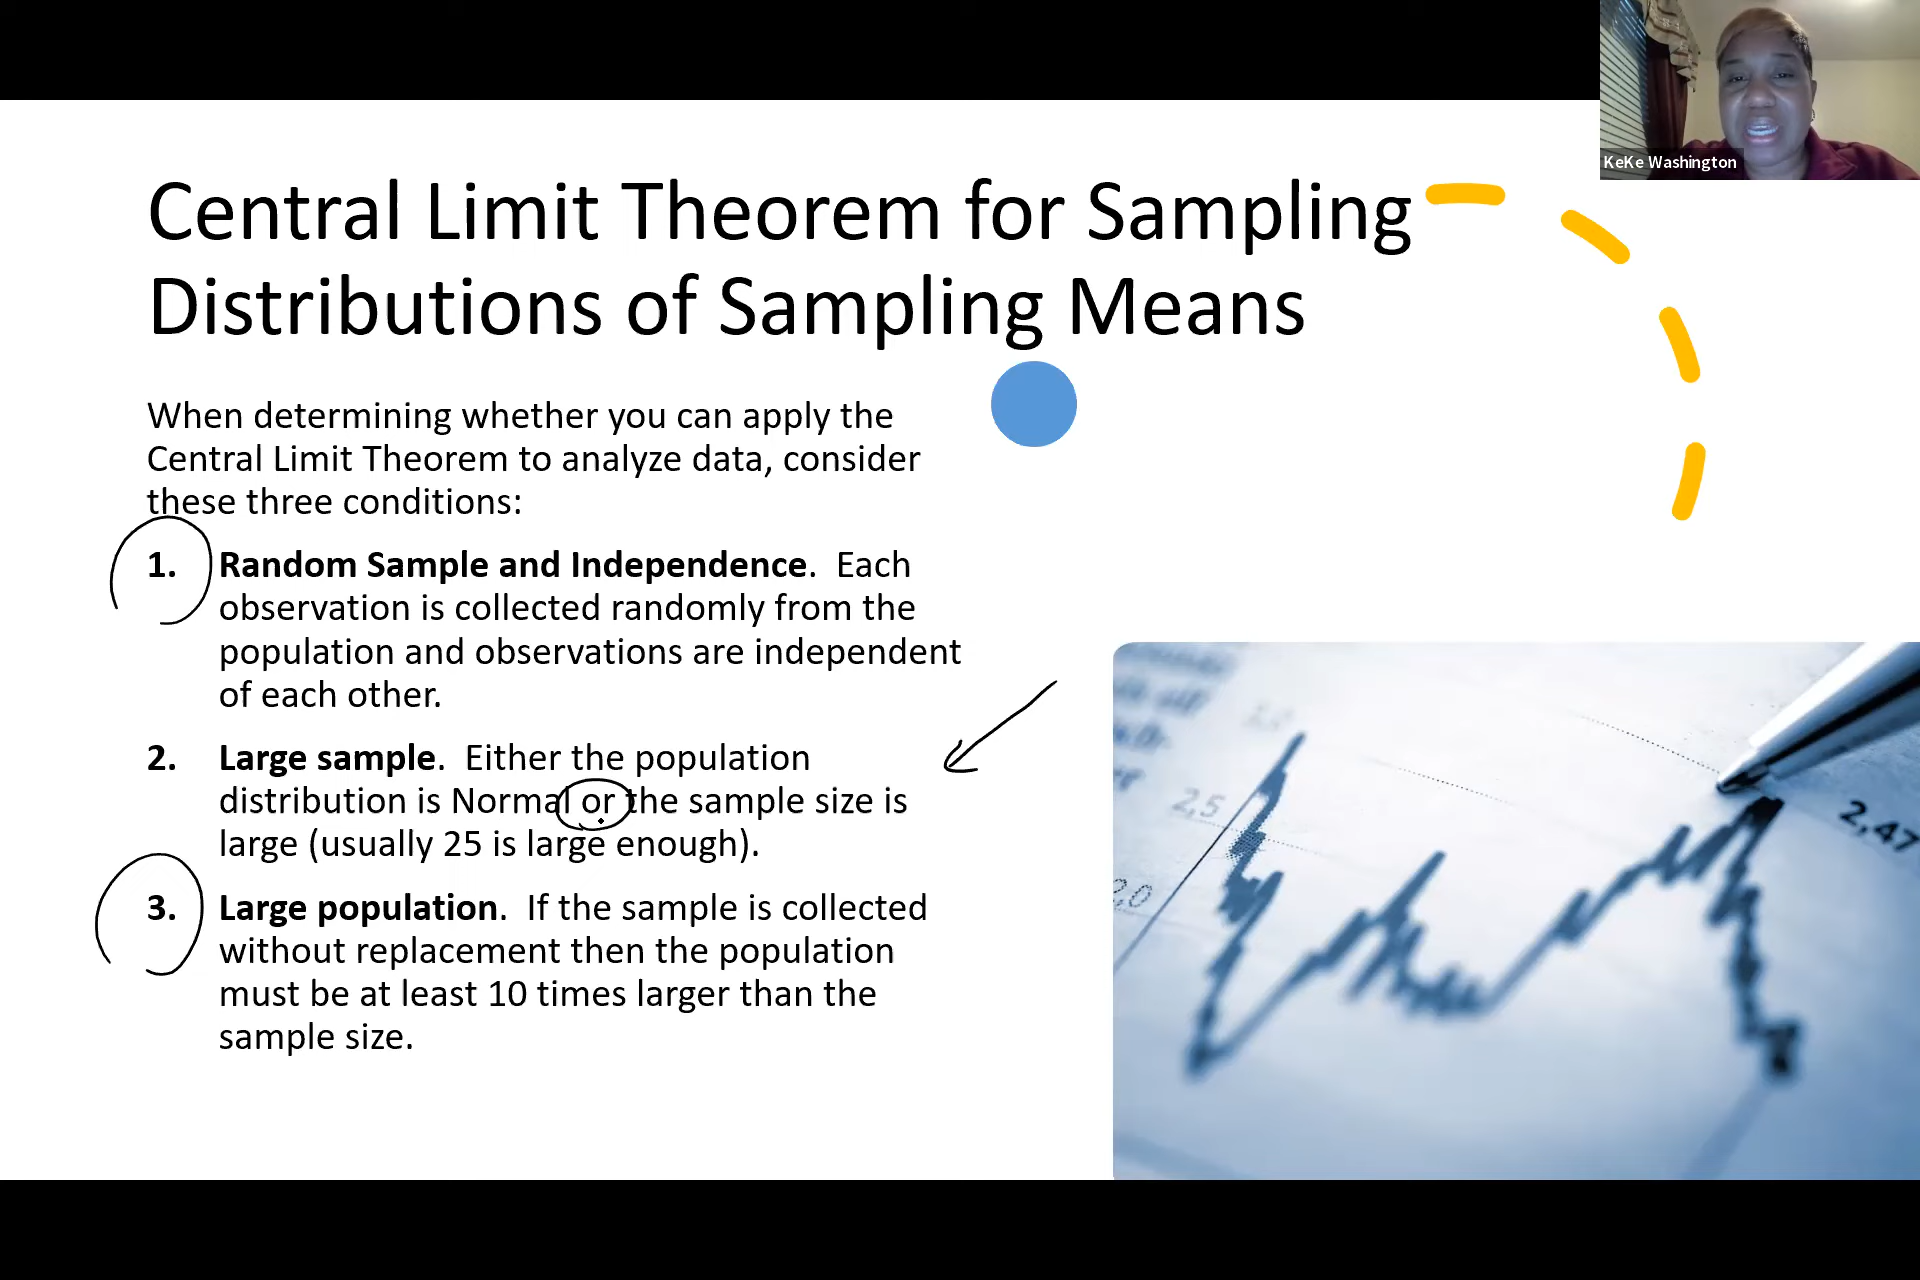 KeKe Washington
Central Limit Theorem for Sampling
Distributions of Sampling Means
When determining whether you can apply the
Central Limit Theorem to analyze data, consider
these three conditions:
1. Random Sample and Independence. Each
observation is collected randomly from the
population and observations are independent
of each other.
2. Large sample. Either the population
distribution is Normal or the sample size is
large (usually 25 is large enough).
3. Large population. If the sample is collected
without replacement then the population
must be at least 10 times larger than the
sample size.
2,5
2,47
2,0